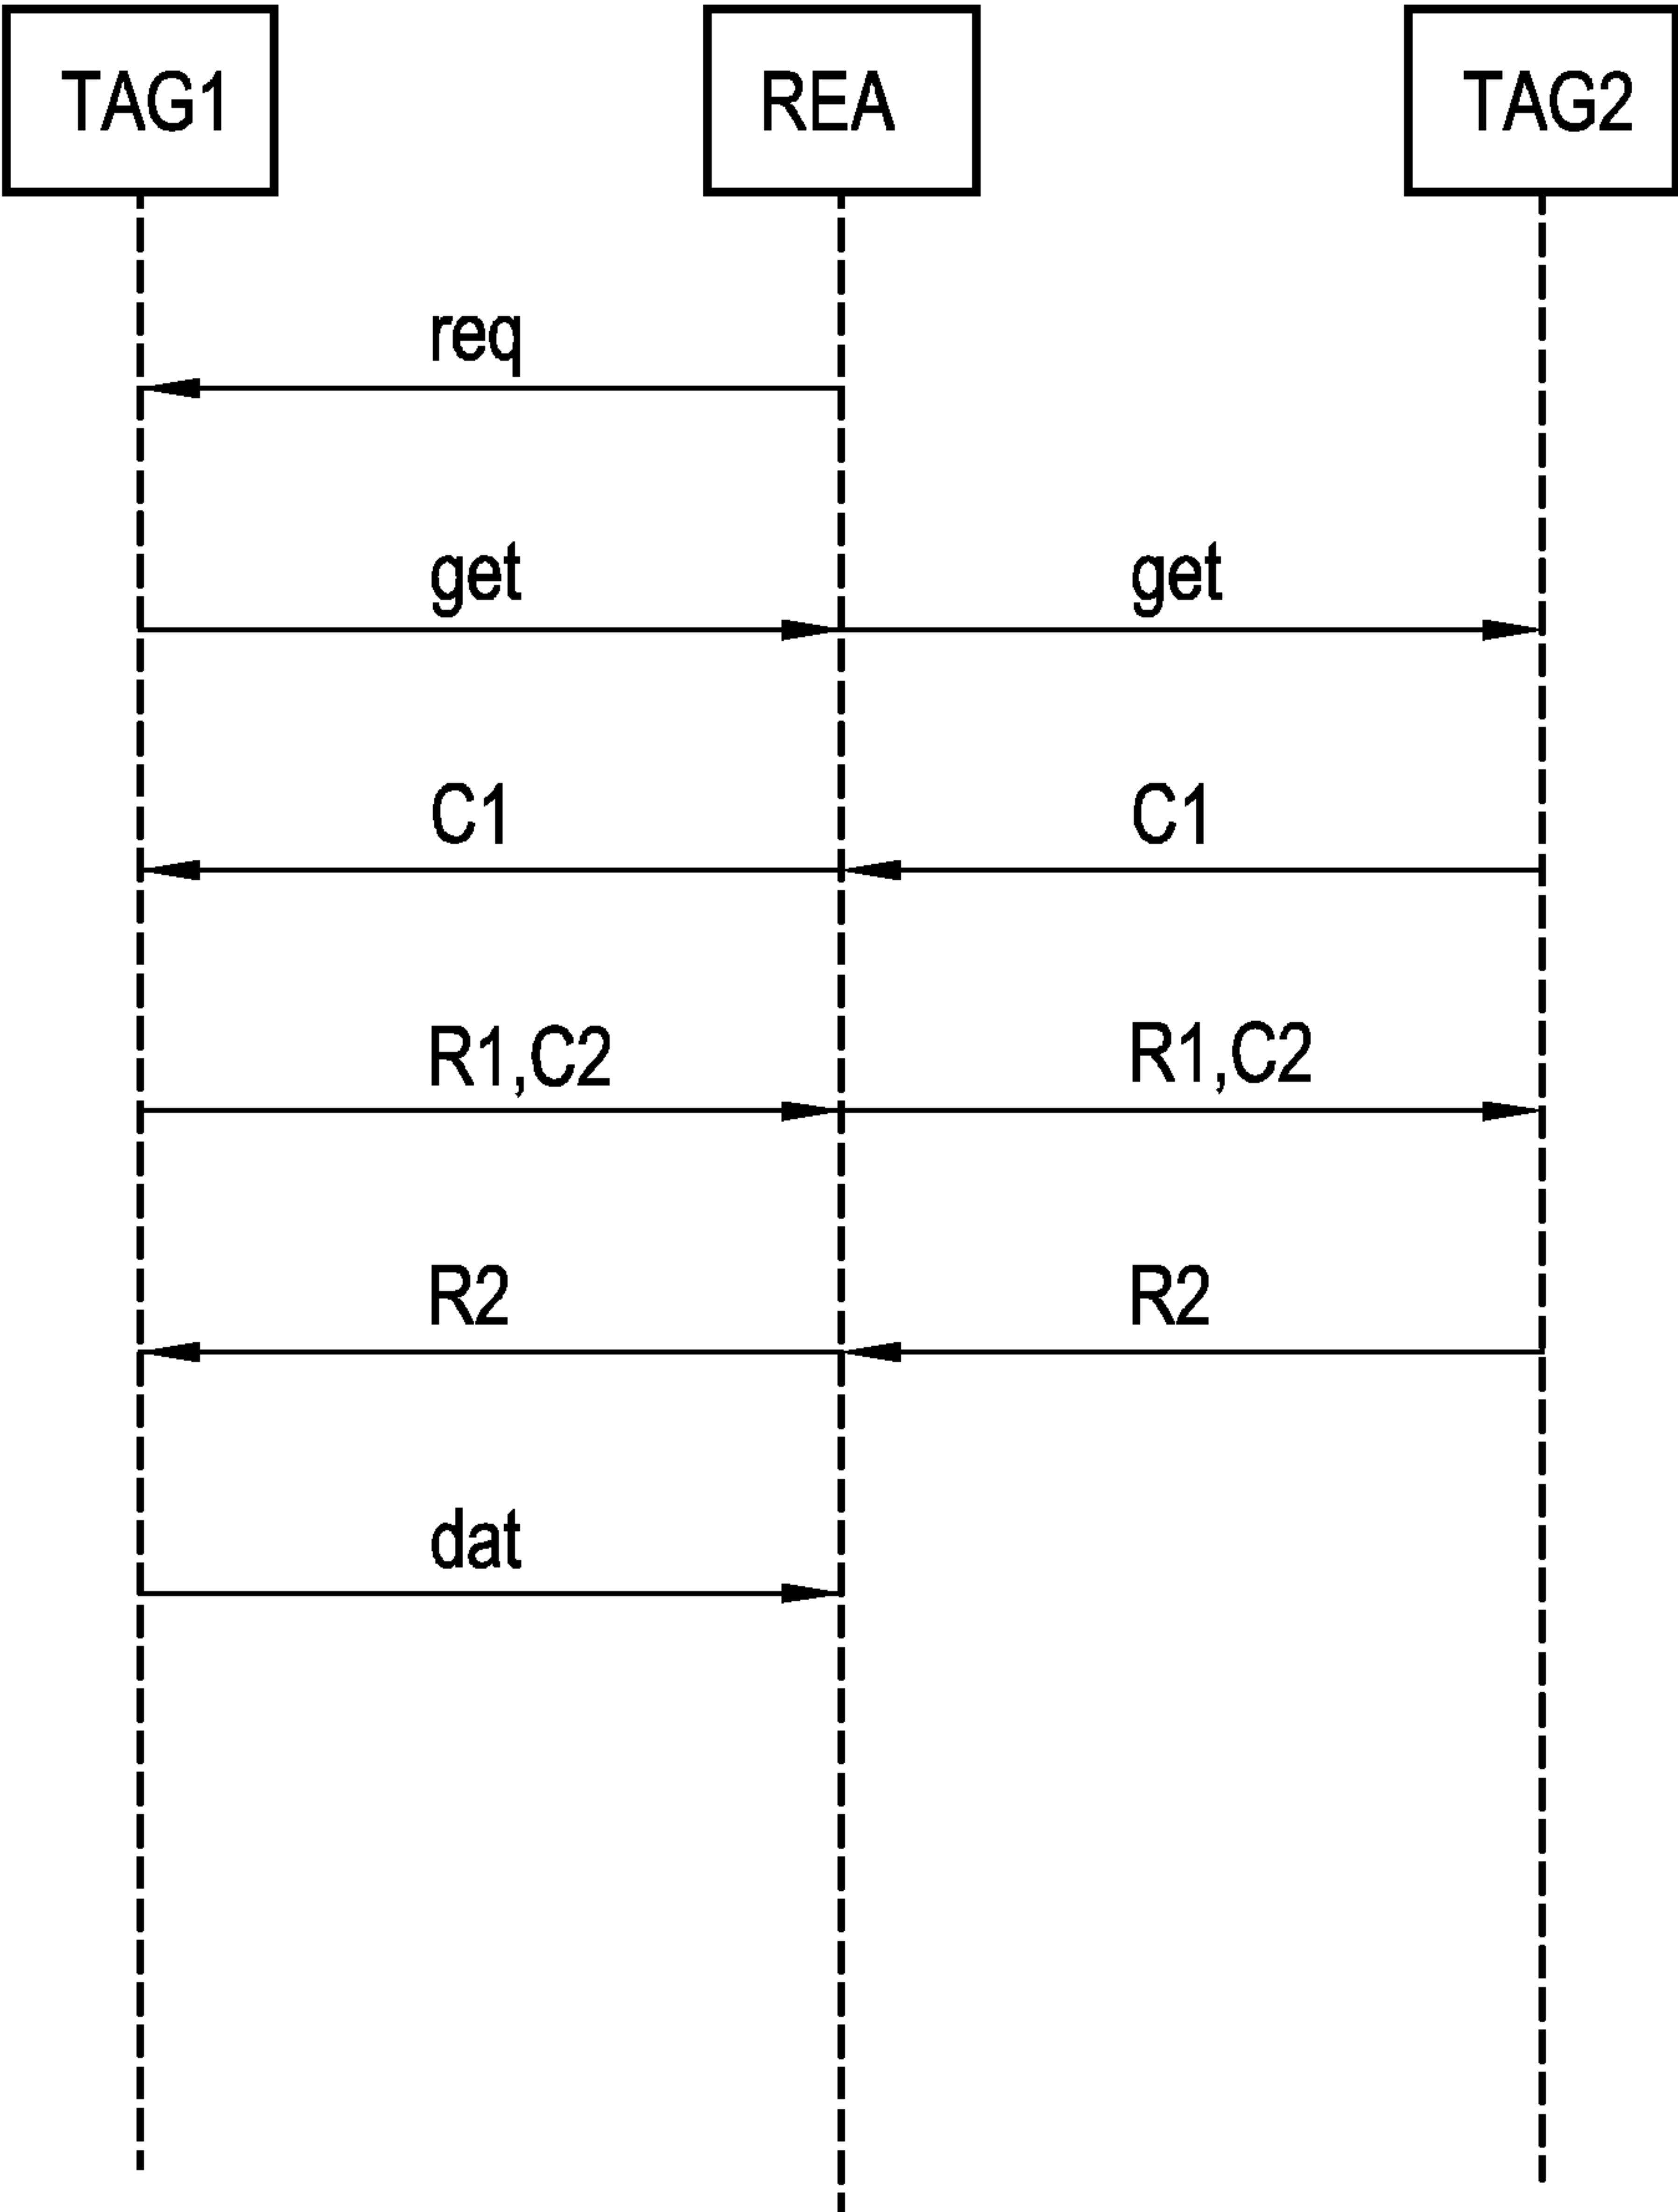 TAG1 REA TAG2
req
get get
C1 C1
R1,C2 R1,C2
R2 R2
dat